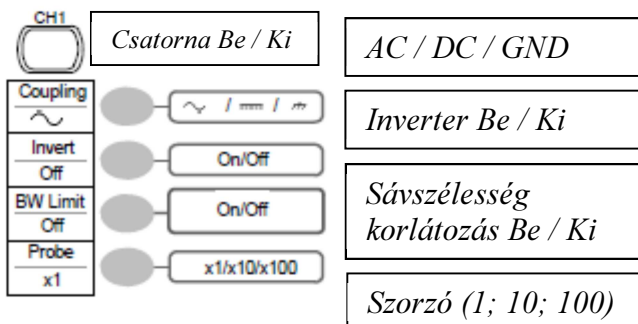 CH1
Csatorna Be / Ki
AC / DC / GND
Coupling
/ /
Inverter Be / Ki
Invert
Off
On/Off
BW Limit
Off
On/Off
Sávszélesség
korlátozás Be / Ki
Probe
x1
x1/x10/x100
Szorzó (1; 10; 100)